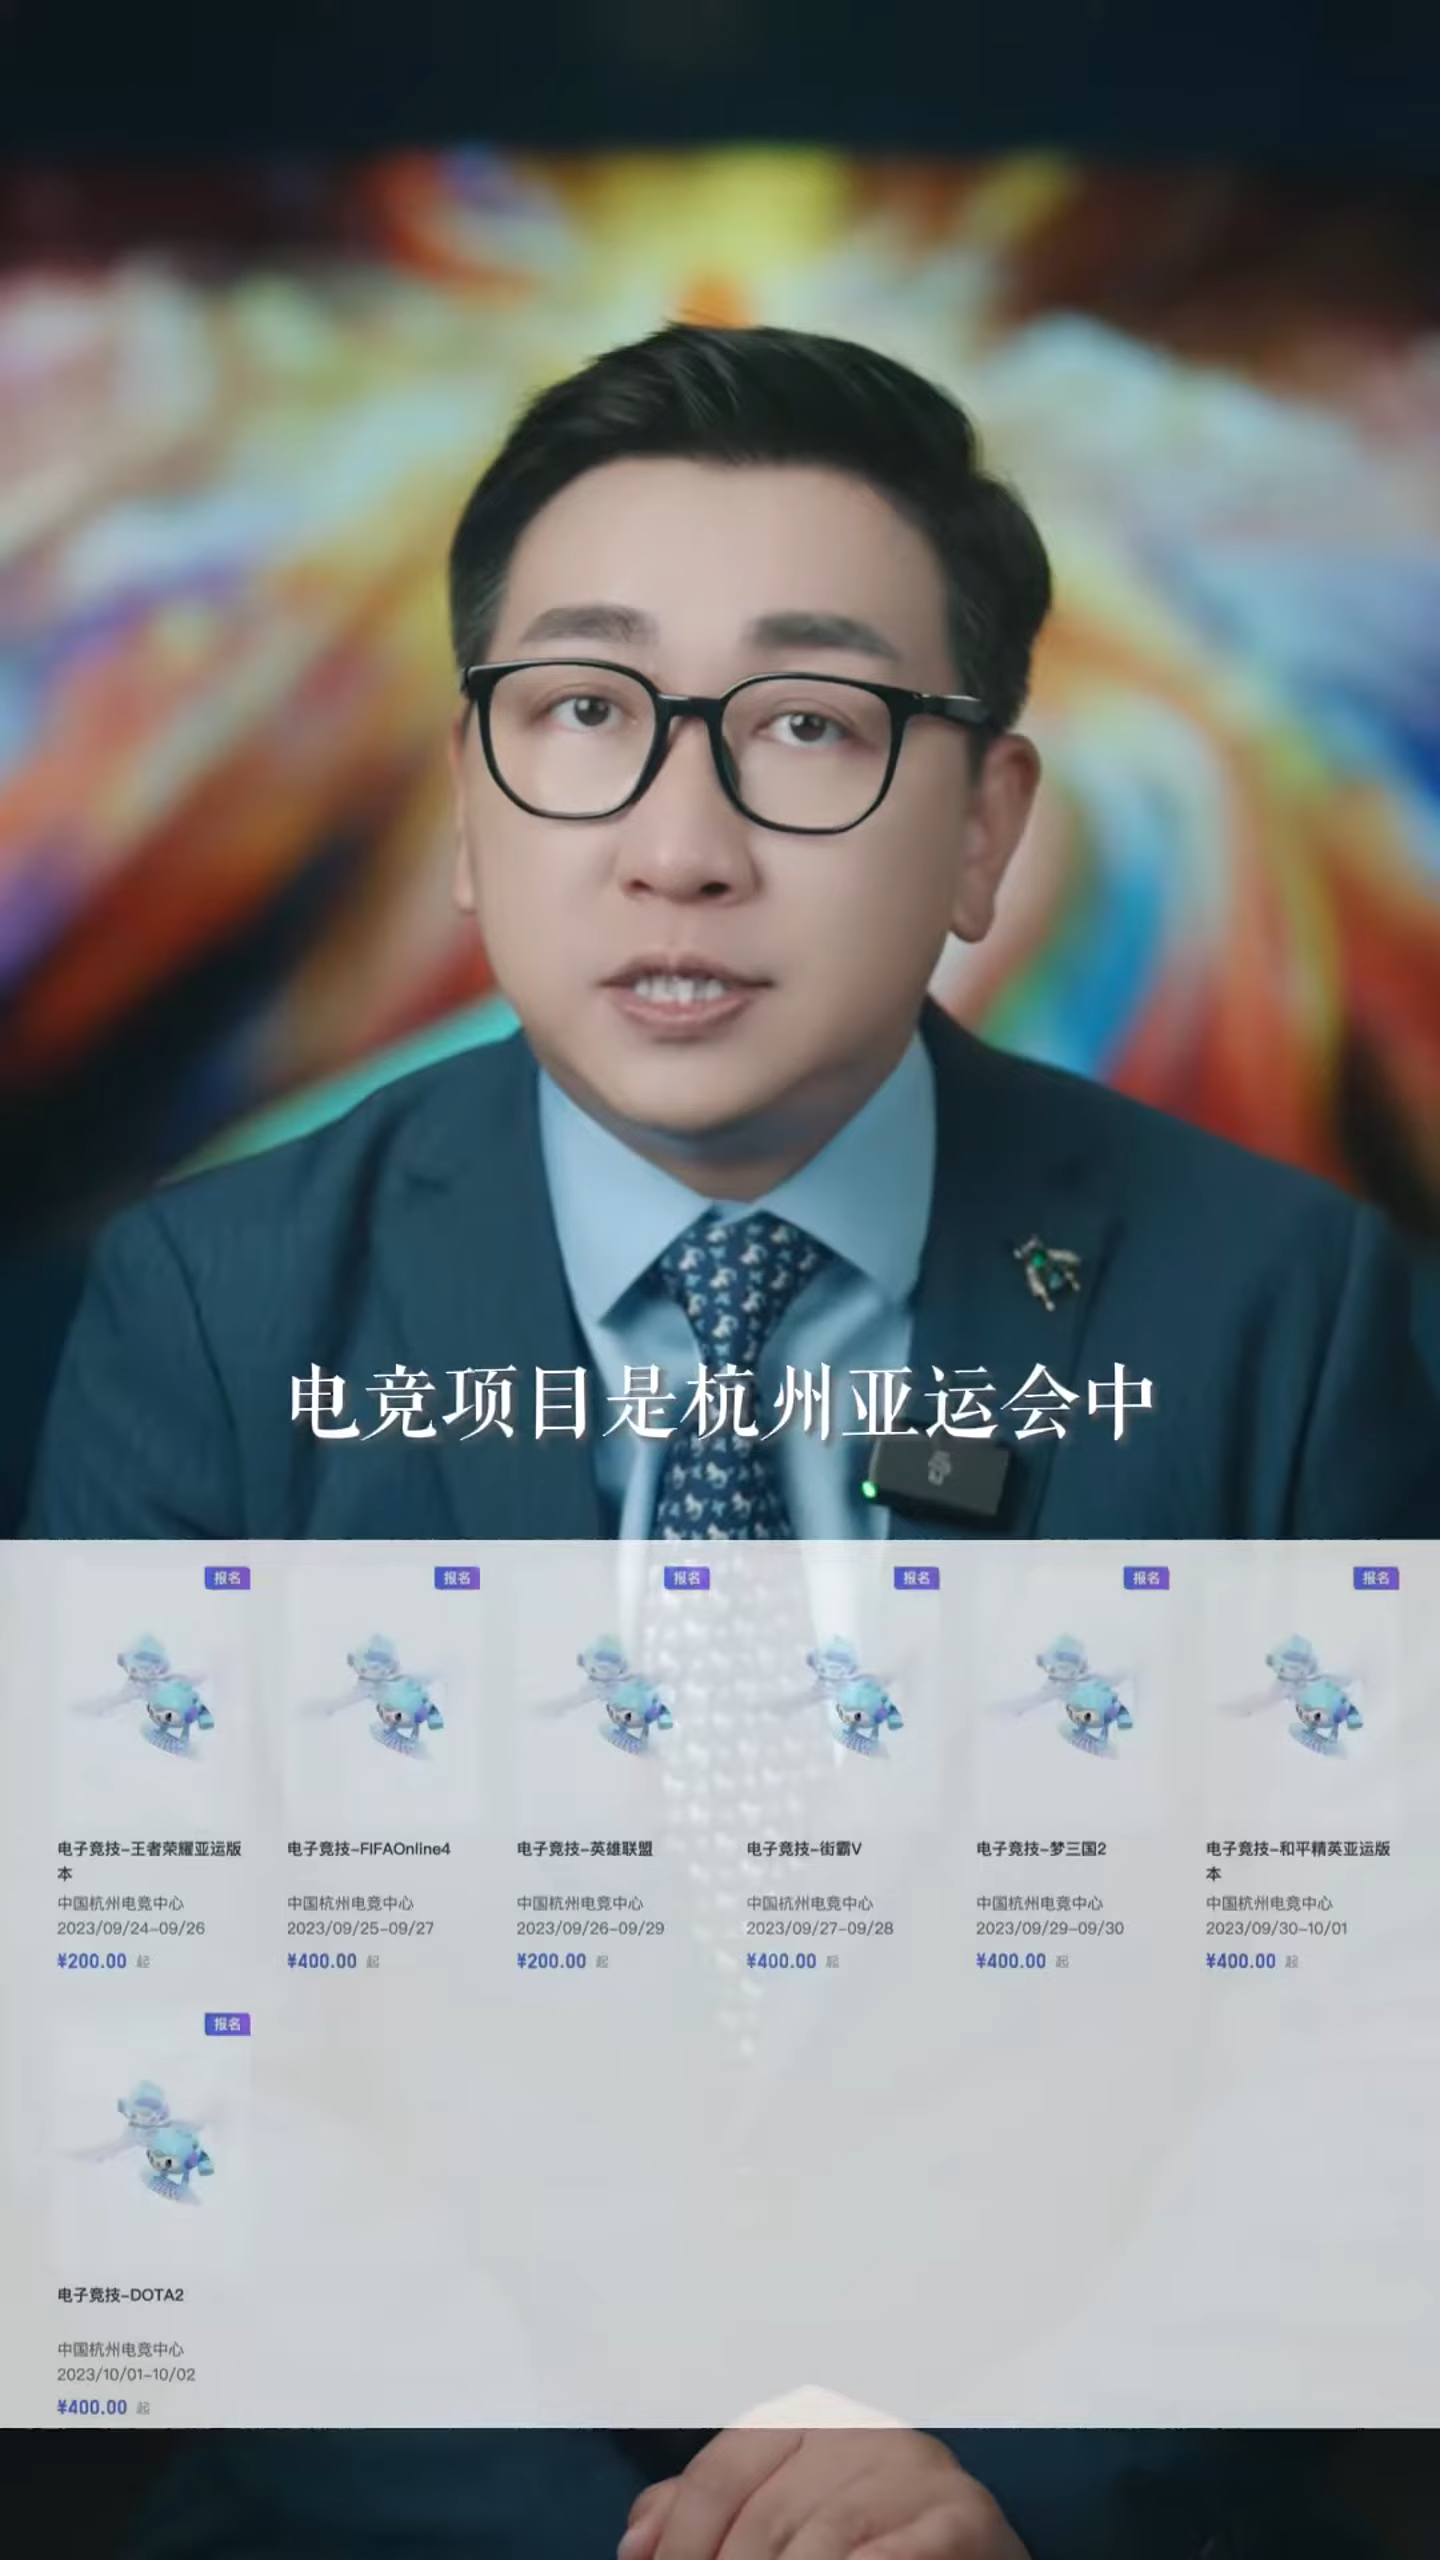 电竞项目是杭州亚运会中
报名
报名
报名
报名
报名
报名
电子竞技-王者荣耀亚运版
本
中国杭州电竞中心
2023/09/24-09/26
¥200.00 起
电子竞技-FIFAOnline4
中国杭州电竞中心
2023/09/25-09/27
¥400.00 起
电子竞技-英雄联盟
中国杭州电竞中心
2023/09/26-09/29
¥200.00 起
电子竞技-街霸V
中国杭州电竞中心
2023/09/27-09/28
¥400.00 起
电子竞技-梦三国2
中国杭州电竞中心
2023/09/29-09/30
¥400.00 起
电子竞技-和平精英亚运版
本
中国杭州电竞中心
2023/09/30-10/01
¥400.00 起
报名
电子竞技-DOTA2
中国杭州电竞中心
2023/10/01-10/02
¥400.00 起